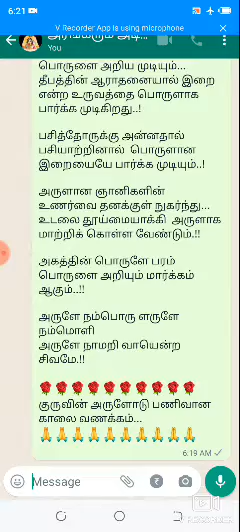 6:21
V Recorder App is using microphone
You
பொருளை அறிய முடியும்...
தீபத்தின் ஆராதனையால் இறை
என்ற உருவத்தை பொருளாக
பார்க்க முடிகிறது..!
பசித்தோருக்கு அன்னதால்
பசியாற்றினால் பொருளான
இறையையே பார்க்க முடியும்..!
அருளான ஞானிகளின்
உணர்வை தனக்குள் நுகர்ந்து...
உடலை தூய்மையாக்கி அருளாக
மாற்றிக் கொள்ள வேண்டும்.!!
அகத்தின் பொருளே பரம்
பொருளை அறியும் மார்க்கம்
ஆகும்..!!
அருளே நம்பொரு ளருளே
நம்மொளி
அருளே நாமறி வாயென்ற
சிவமே.!!
🌹🌹🌹🌹🌹🌹🌹🌹🌹🌹
குருவின் அருளோடு பணிவான
காலை வணக்கம்...
🙏🙏🙏🙏🙏🙏🙏🙏🙏🙏
6:19 AM
Message